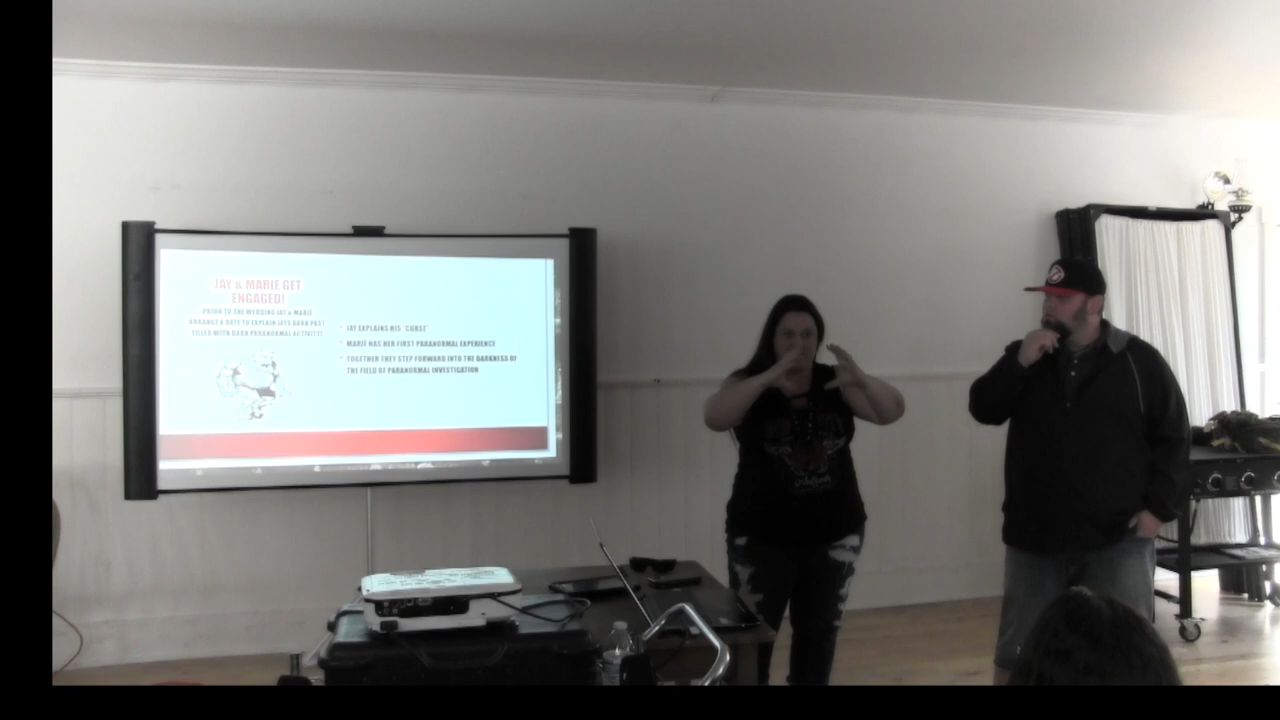 JAY & MARIE GET
ENGAGED!
PRIOR TO THE WEDDING JAY & MARIE
ARRANGE A DATE TO EXPLAIN JAYS DARK PAST
FILLED WITH DARK PARANORMAL ACTIVITY!
• JAY EXPLAINS HIS "CURSE"
• MARIE HAS HER FIRST PARANORMAL EXPERIENCE
• TOGETHER THEY STEP FORWARD INTO THE DARKNESS OF
THE FIELD OF PARANORMAL INVESTIGATION